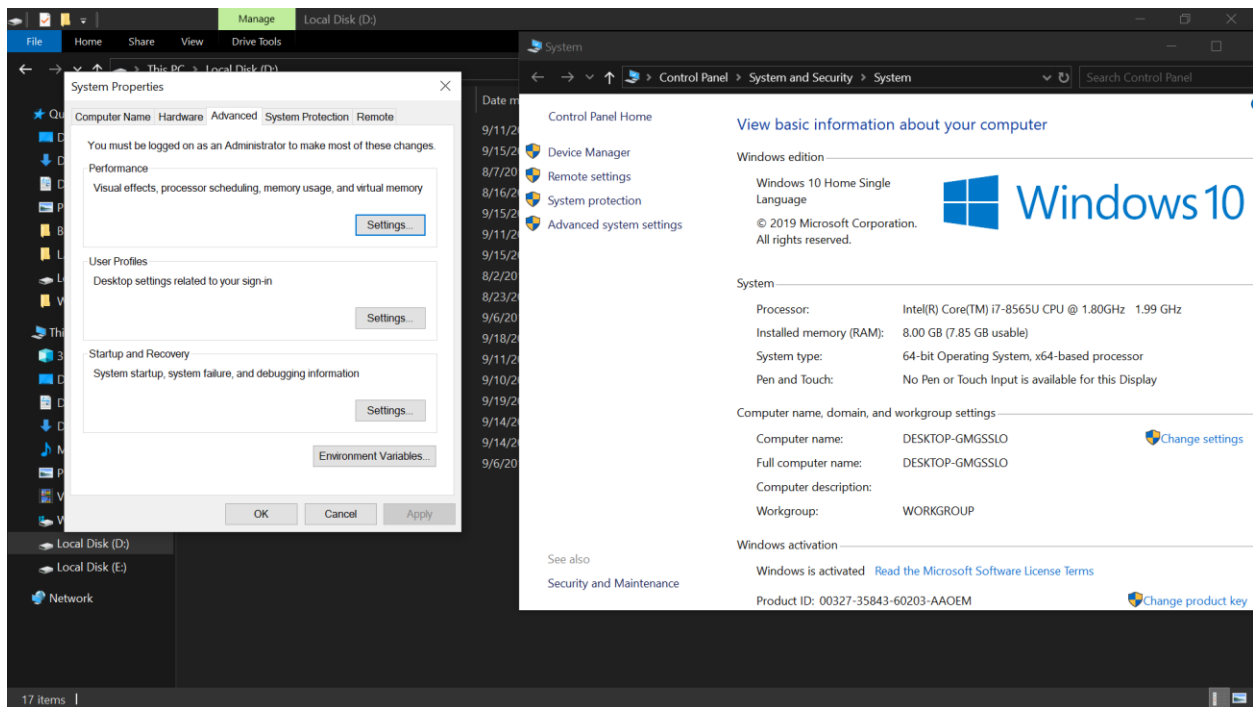 Manage
Local Disk (D:)
File
Home
Share
View
Drive Tools
This PC
Local Disk (D:)
System Properties
Computer Name
Hardware
Advanced
System Protection
Remote
You must be logged on as an Administrator to make most of these changes.
Performance
Visual effects, processor scheduling, memory usage, and virtual memory
Settings...
User Profiles
Desktop settings related to your sign-in
Settings...
Startup and Recovery
System startup, system failure, and debugging information
Settings...
Environment Variables...
OK
Cancel
Apply
Local Disk (D:)
Local Disk (E:)
Network
17 items
System
Control Panel
System and Security
System
Search Control Panel
Control Panel Home
Device Manager
Remote settings
System protection
Advanced system settings
See also
Security and Maintenance
View basic information about your computer
Windows edition
Windows 10 Home Single
Language
© 2019 Microsoft Corporation.
All rights reserved.
Windows 10
System
Processor: Intel(R) Core(TM) i7-8565U CPU @ 1.80GHz 1.99 GHz
Installed memory (RAM): 8.00 GB (7.85 GB usable)
System type: 64-bit Operating System, x64-based processor
Pen and Touch: No Pen or Touch Input is available for this Display
Computer name, domain, and workgroup settings
Computer name: DESKTOP-GMGSSLO
Change settings
Full computer name: DESKTOP-GMGSSLO
Computer description:
Workgroup: WORKGROUP
Windows activation
Windows is activated Read the Microsoft Software License Terms
Product ID: 00327-35843-60203-AAOEM
Change product key